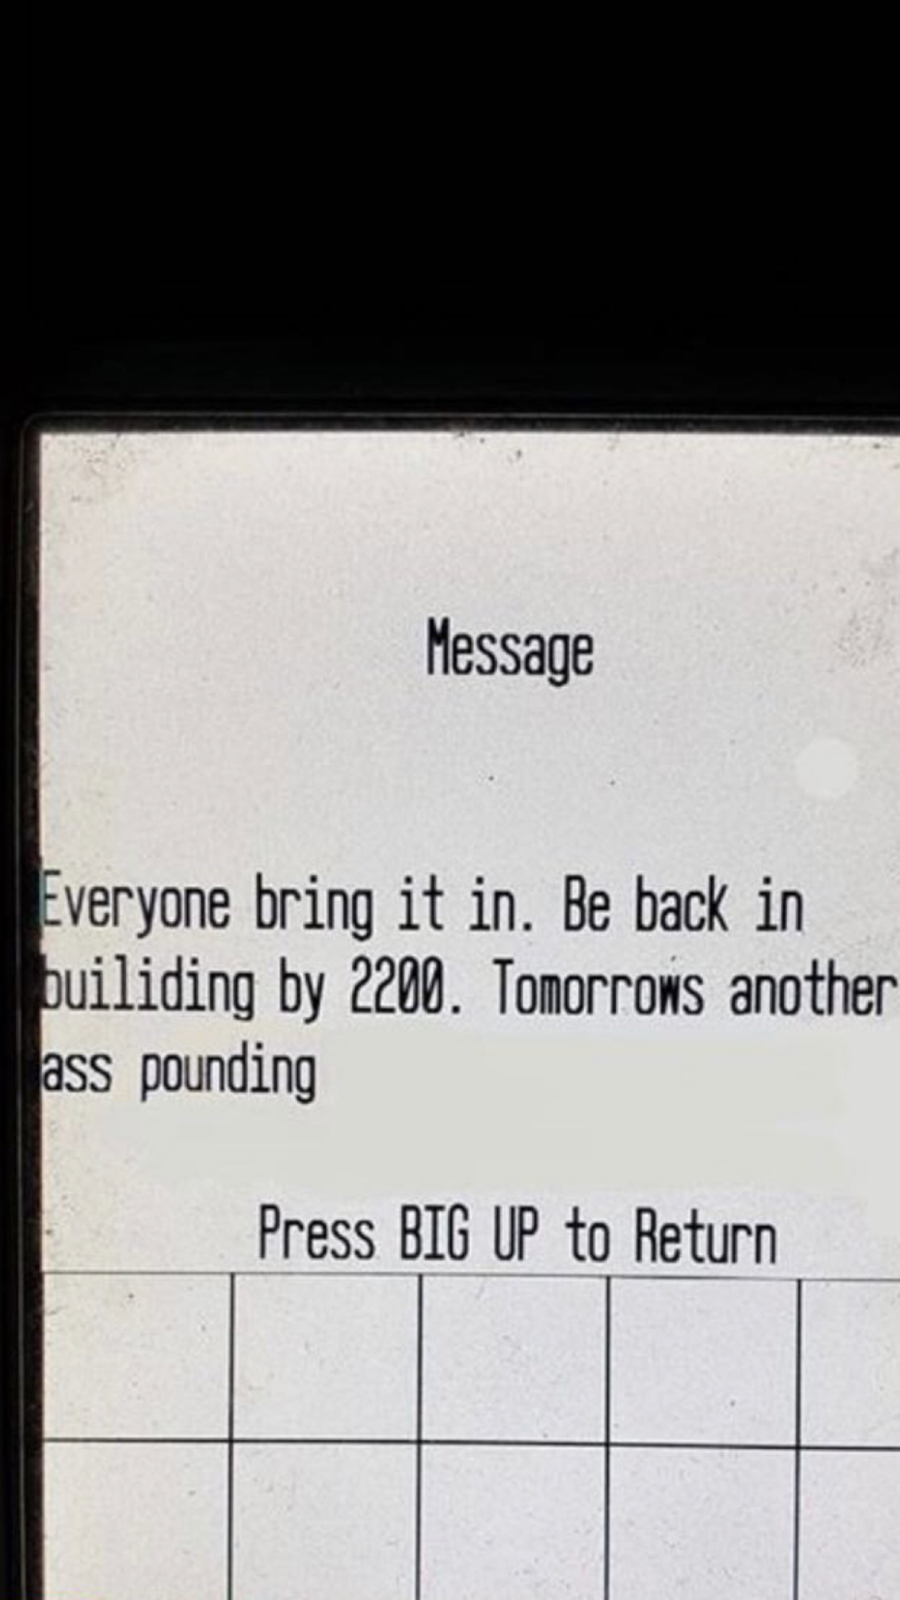 Message
Everyone bring it in. Be back in
builiding by 2200. Tomorrows another
ass pounding
Press BIG UP to Return